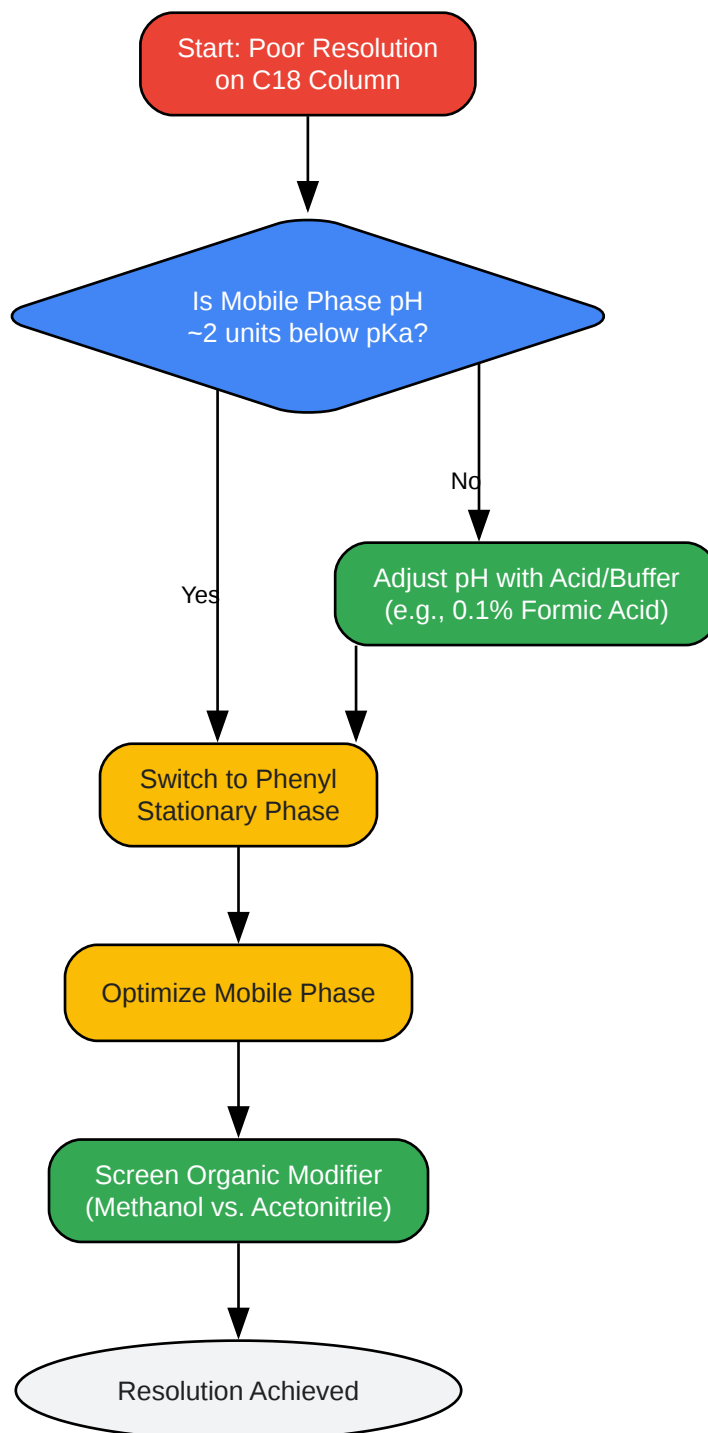 Start: Poor Resolution
on C18 Column
Is Mobile Phase pH
~2 units below pKa?
No
Adjust pH with Acid/Buffer
(e.g., 0.1% Formic Acid)
Yes
Switch to Phenyl
Stationary Phase
Optimize Mobile Phase
Screen Organic Modifier
(Methanol vs. Acetonitrile)
Resolution Achieved